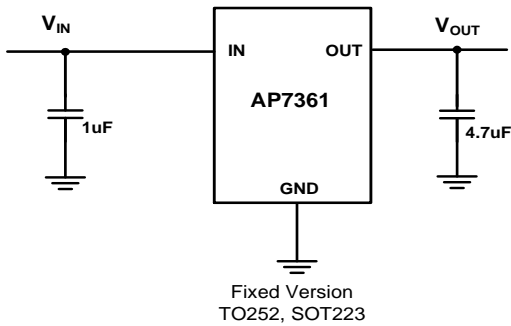 VIN
VOUT
IN
OUT
AP7361
1uF
4.7uF
GND
Fixed Version
TO252, SOT223